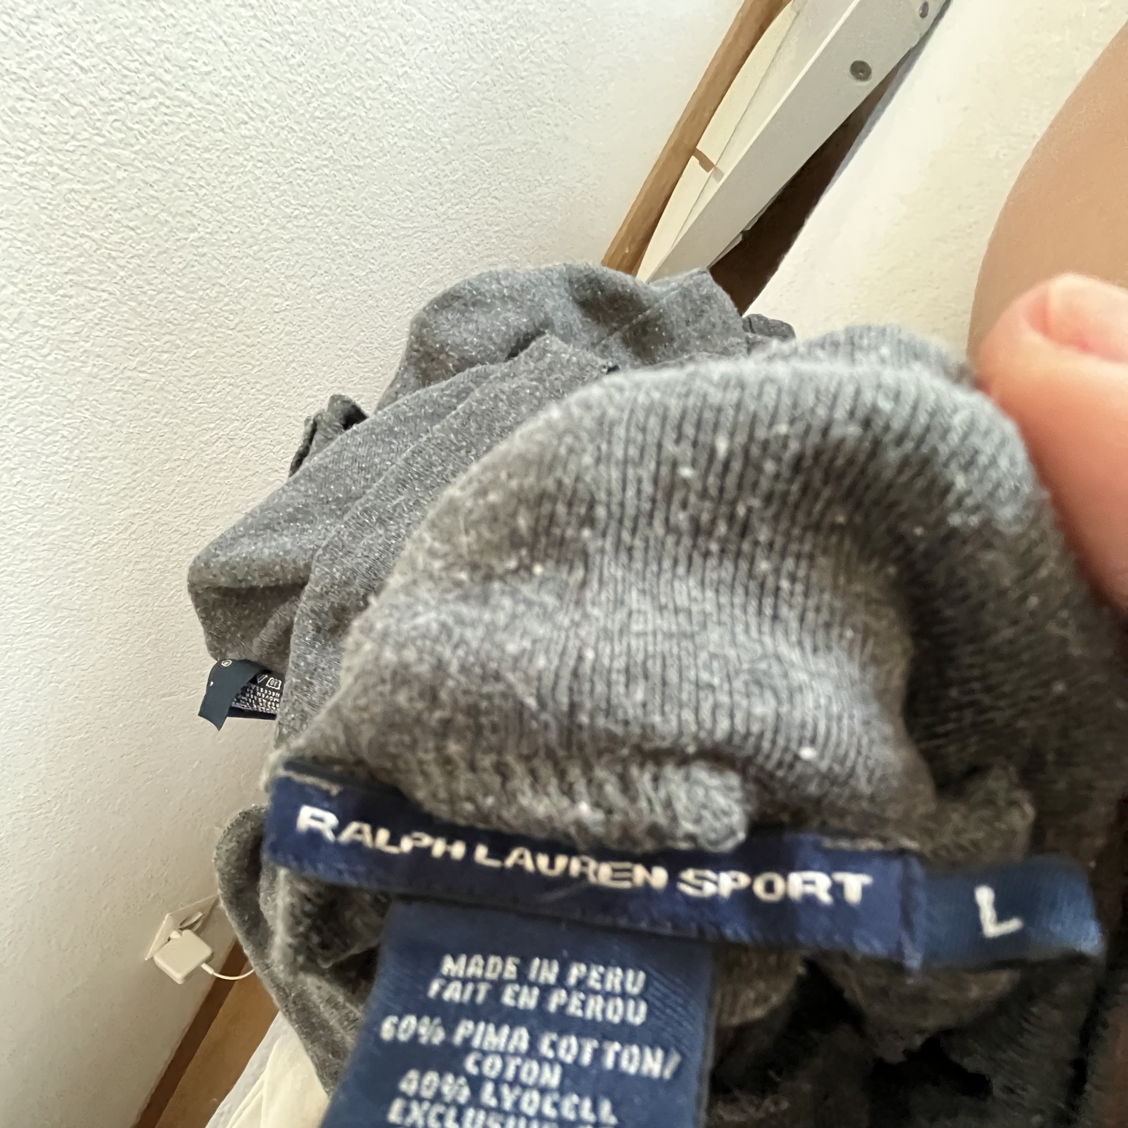 RALPH LAUREN SPORT
L
MADE IN PERU
FAIT EN PEROU
60% PIMA COTTON/
COTON
40% LYOCELL